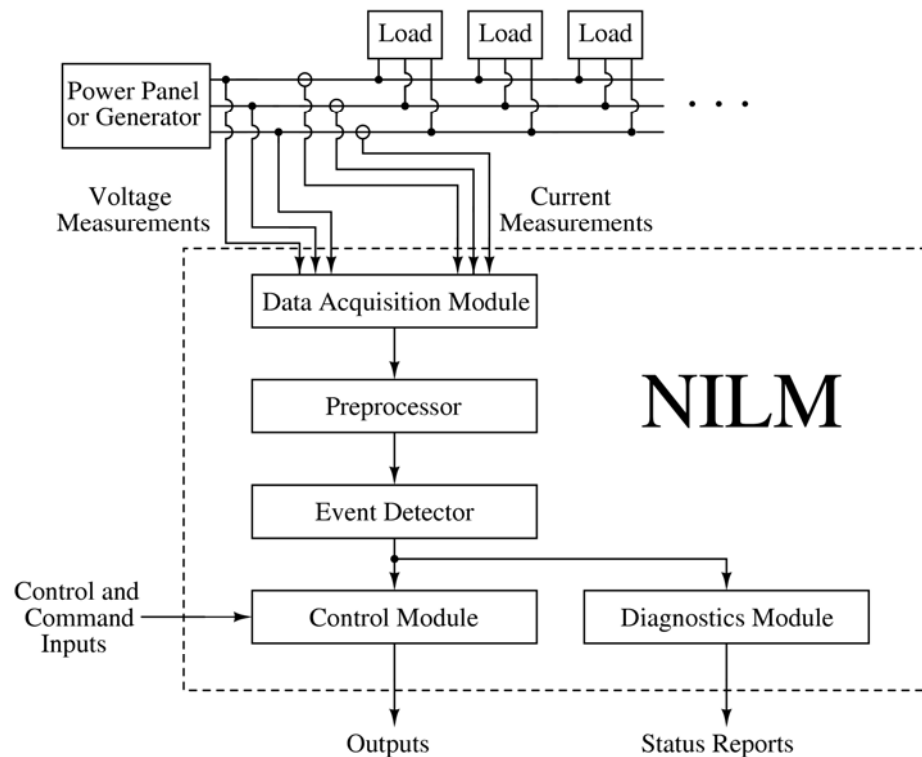 Load
Load
Load
Power Panel
or Generator
Voltage
Measurements
Current
Measurements
Data Acquisition Module
Preprocessor
NILM
Event Detector
Control and
Command
Inputs
Control Module
Diagnostics Module
Outputs
Status Reports